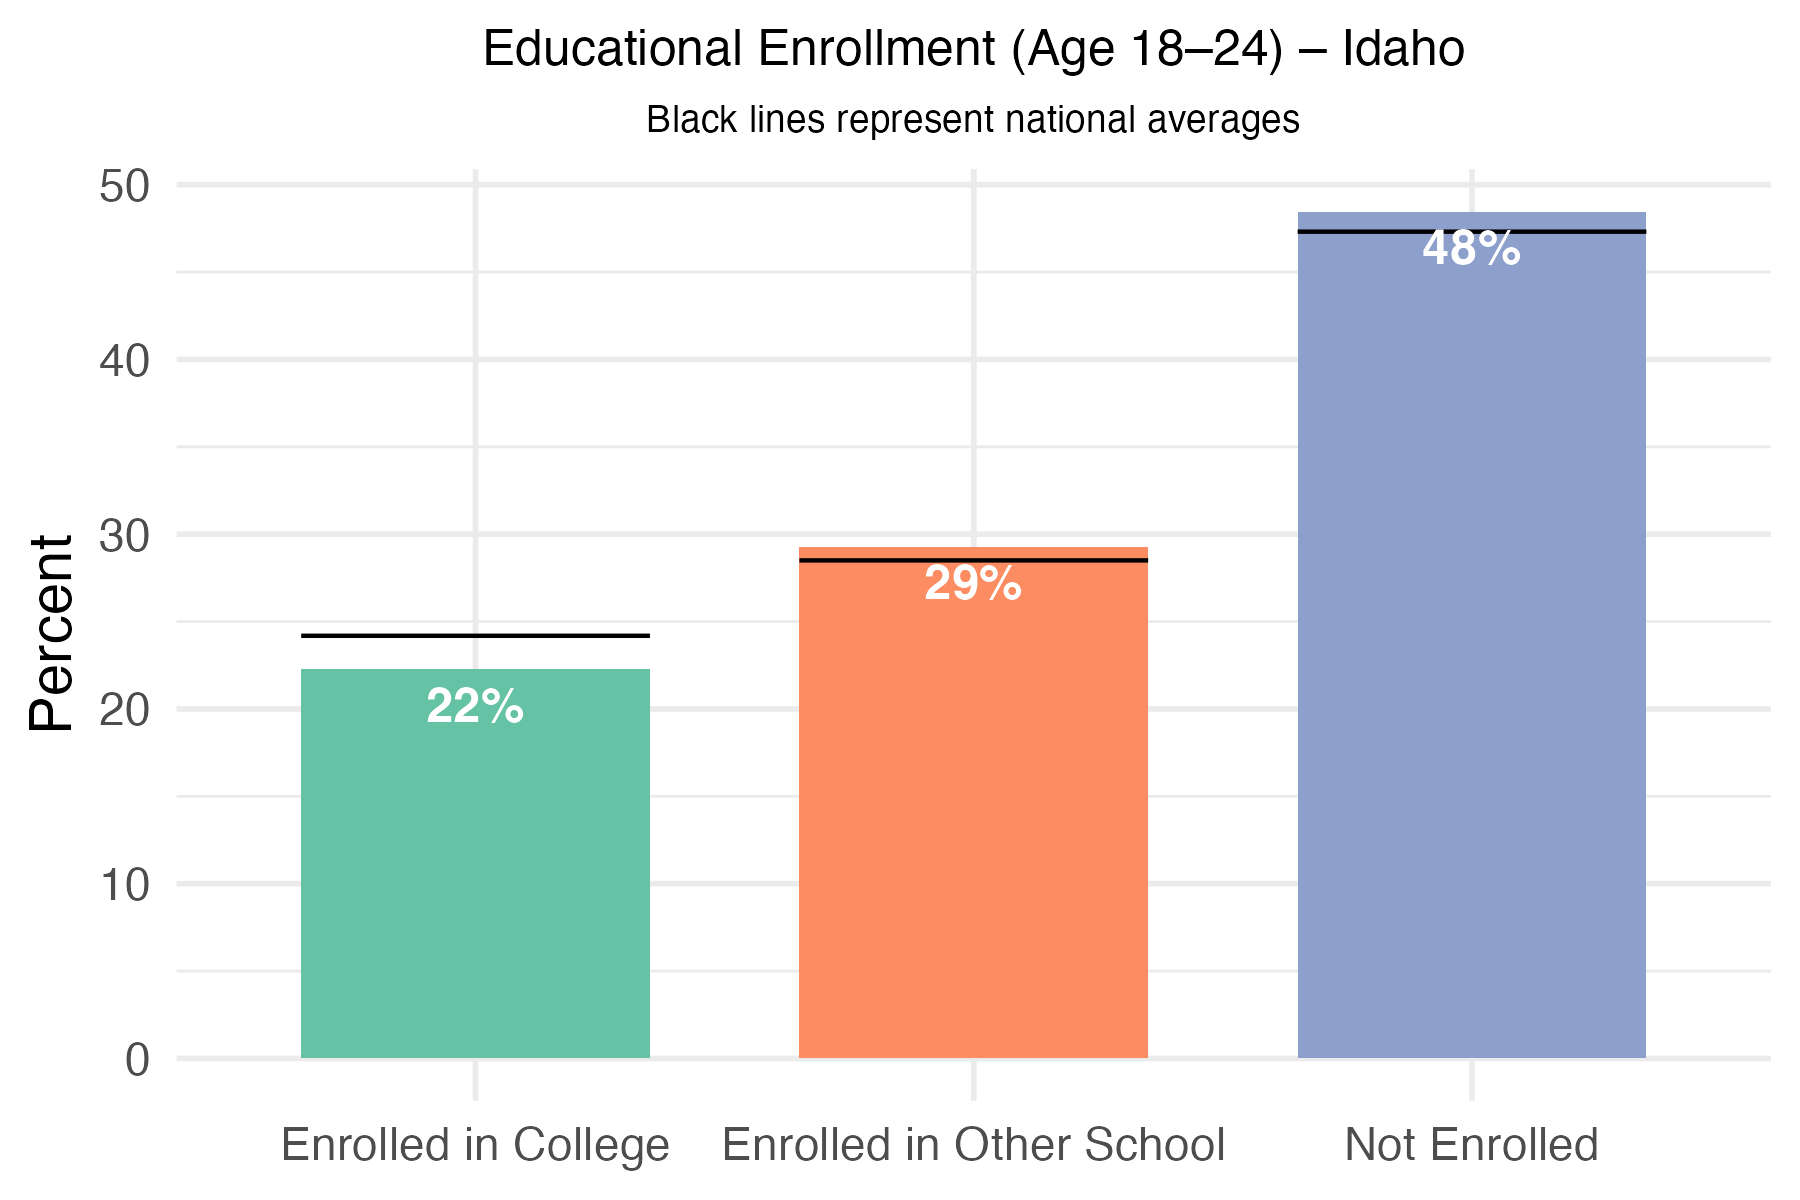 Educational Enrollment (Age 18–24) – Idaho
Black lines represent national averages
Percent
50
40
30
20
10
0
22%
29%
48%
Enrolled in College
Enrolled in Other School
Not Enrolled